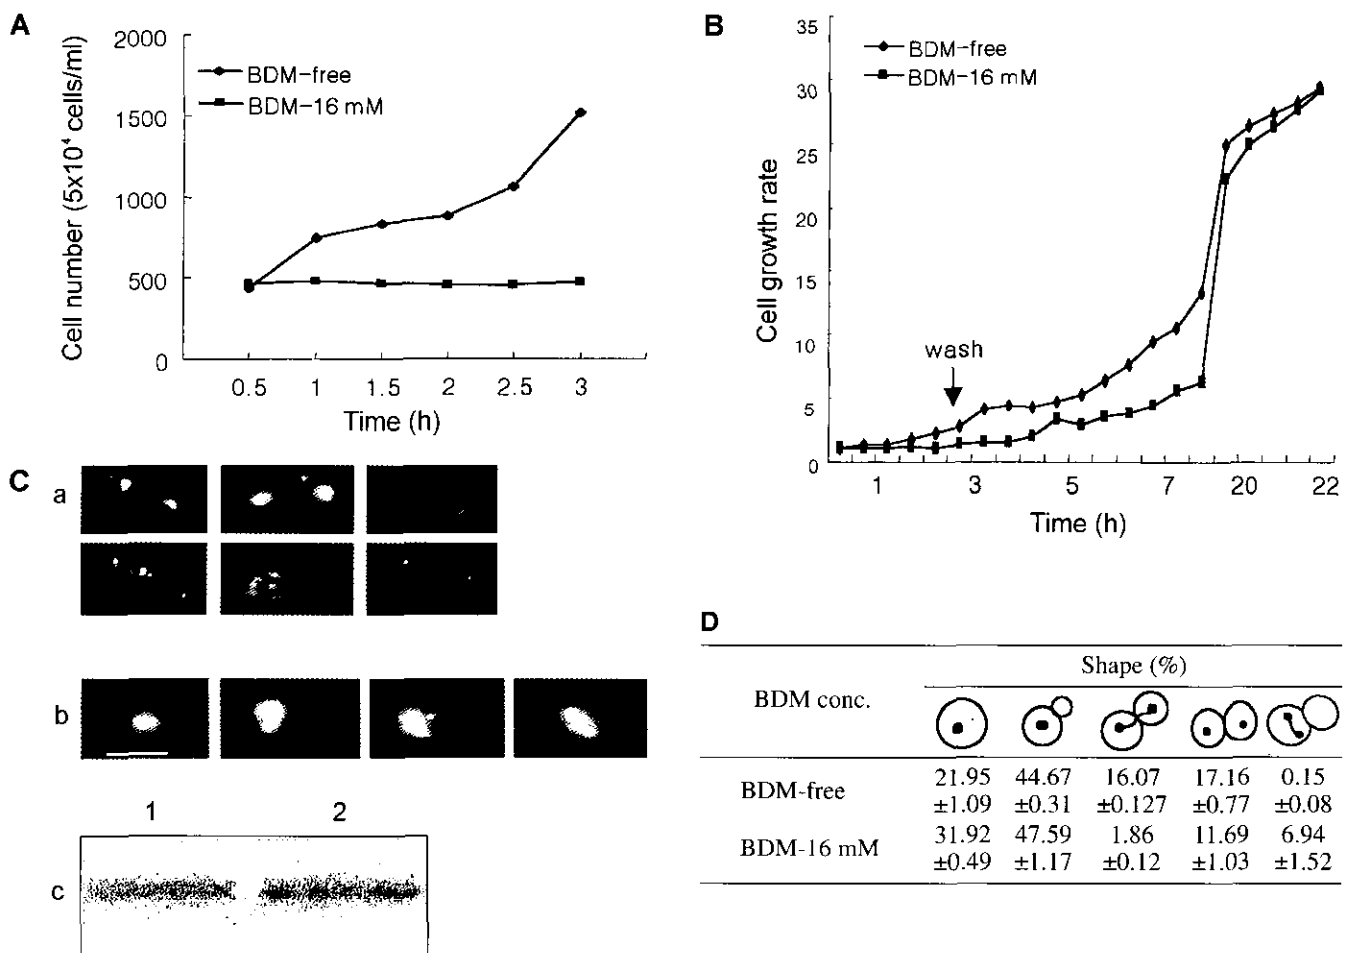 A
Cell number (5x10⁴ cells/ml)
2000
1500
1000
500
0
BDM-free
BDM-16 mM
0.5 1 1.5 2 2.5 3
Time (h)
B
Cell growth rate
35
30
25
20
15
10
5
0
BDM-free
BDM-16 mM
wash
1 3 5 7 20 22
Time (h)
C
a
b
1 2
c
D
Shape (%)
BDM conc.
BDM-free 21.95 44.67 16.07 17.16 0.15
±1.09 ±0.31 ±0.127 ±0.77 ±0.08
BDM-16 mM 31.92 47.59 1.86 11.69 6.94
±0.49 ±1.17 ±0.12 ±1.03 ±1.52